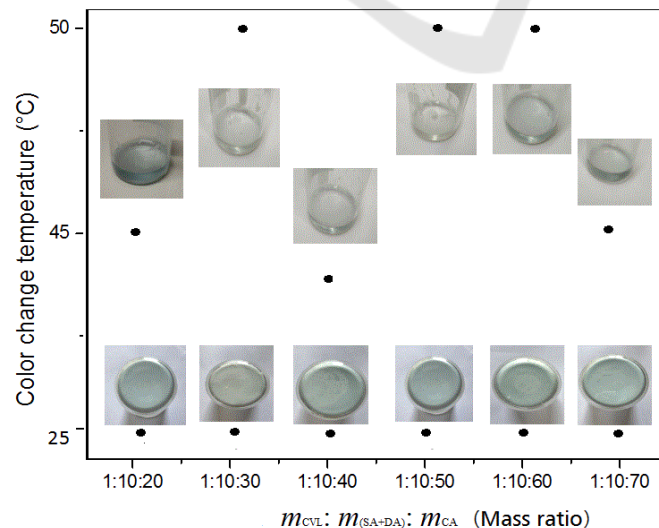 Color change temperature (°C)
50
45
25
1:10:20 1:10:30 1:10:40 1:10:50 1:10:60 1:10:70
mCVL: m(SA+DA): mCA (Mass ratio)